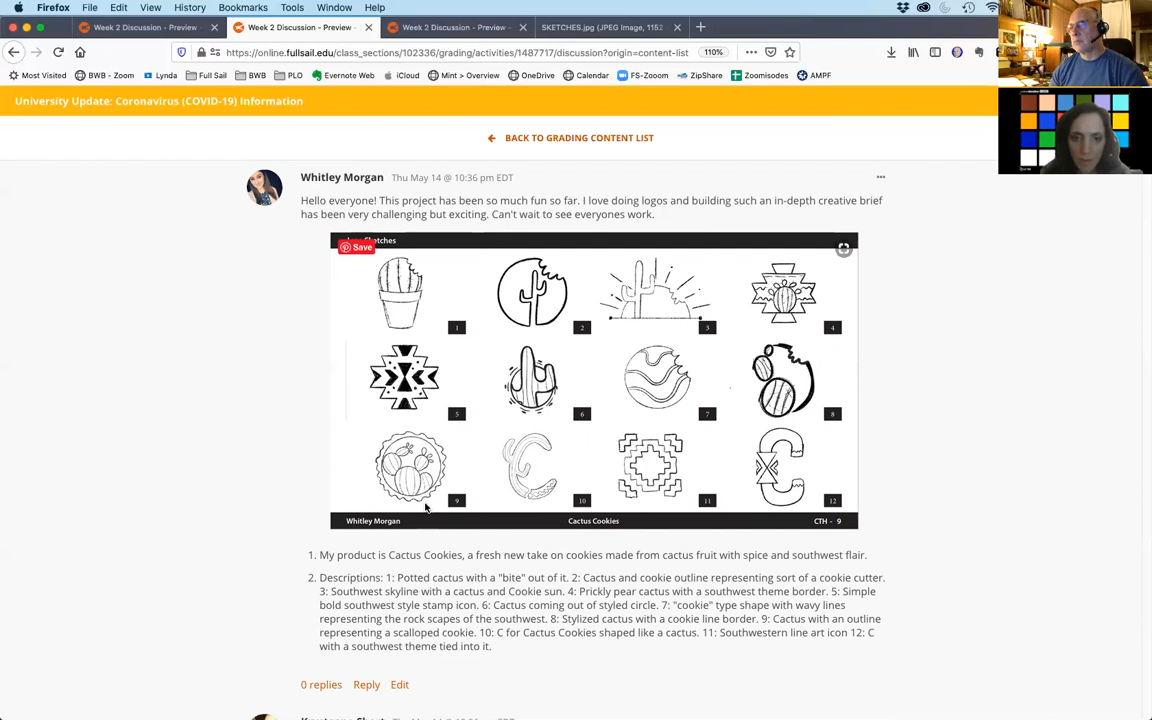 Firefox File Edit View History Bookmarks Tools Window Help
Week 2 Discussion - Preview - Week 2 Discussion - Preview - Week 2 Discussion - Preview - SKETCHES.jpg (JPEG Image, 1152
https://online.fullsail.edu/class_sections/102336/grading/activities/1487717/discussion?origin=content-list 110%
Most Visited BWB - Zoom Lynda Full Sail BWB PLO Evernote Web iCloud Mint > Overview OneDrive Calendar FS-Zooom ZipShare Zoomisodes AMPF
University Update: Coronavirus (COVID-19) Information
BACK TO GRADING CONTENT LIST
Whitley Morgan Thu May 14 @ 10:36 pm EDT
Hello everyone! This project has been so much fun so far. I love doing logos and building such an in-depth creative brief
has been very challenging but exciting. Can't wait to see everyones work.
Save
1 2 3 4
5 6 7 8
9 10 11 12
Whitley Morgan Cactus Cookies CTH - 9
1. My product is Cactus Cookies, a fresh new take on cookies made from cactus fruit with spice and southwest flair.
2. Descriptions: 1: Potted cactus with a "bite" out of it. 2: Cactus and cookie outline representing sort of a cookie cutter.
3: Southwest skyline with a cactus and Cookie sun. 4: Prickly pear cactus with a southwest theme border. 5: Simple
bold southwest style stamp icon. 6: Cactus coming out of styled circle. 7: "cookie" type shape with wavy lines
representing the rock scapes of the southwest. 8: Stylized cactus with a cookie line border. 9: Cactus with an outline
representing a scalloped cookie. 10: C for Cactus Cookies shaped like a cactus. 11: Southwestern line art icon 12: C
with a southwest theme tied into it.
0 replies Reply Edit